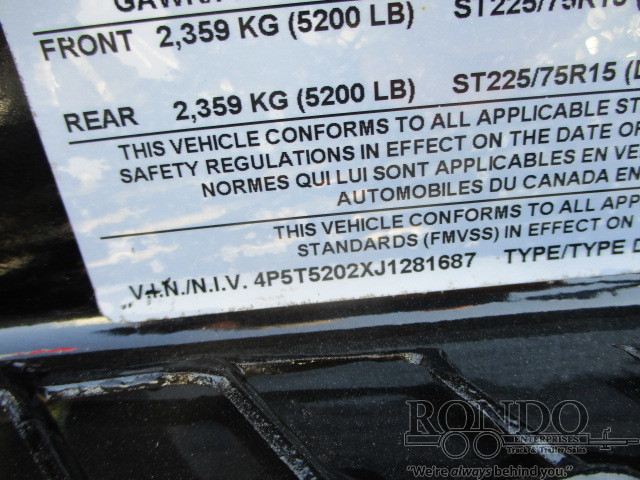 FRONT 2,359 KG (5200 LB) ST225/75R15
REAR 2,359 KG (5200 LB) ST225/75R15
THIS VEHICLE CONFORMS TO ALL APPLICABLE
SAFETY REGULATIONS IN EFFECT ON THE DATE OF
NORMES QUI LUI SONT APPLICABLES EN
AUTOMOBILES DU CANADA EN
THIS VEHICLE CONFORMS TO ALL
STANDARDS (FMVSS) IN EFFECT
V.I.N./N.I.V. 4P5T5202XJ1281687 TYPE/TYPE
RONDO
ENTERPRISES
Truck & Trailer Sales
"We're always behind you."